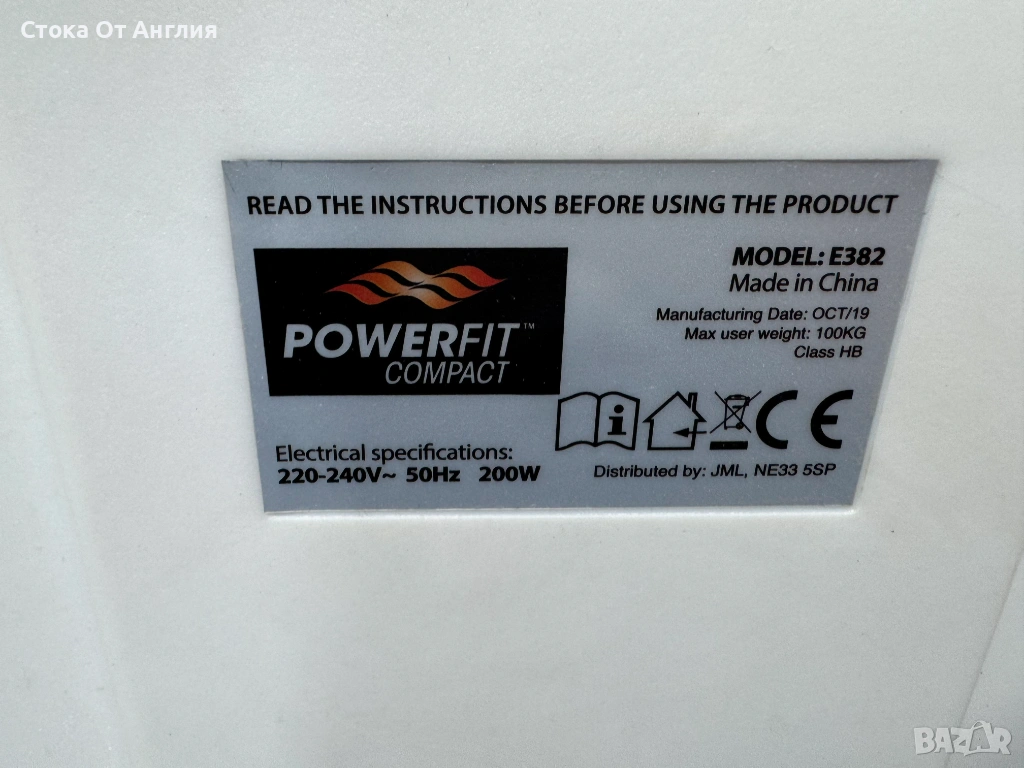 Стока От Англия
READ THE INSTRUCTIONS BEFORE USING THE PRODUCT
POWERFIT™
COMPACT
MODEL: E382
Made in China
Manufacturing Date: OCT/19
Max user weight: 100KG
Class HB
CE
Electrical specifications:
220-240V~ 50Hz 200W
Distributed by: JML, NE33 5SP
BAZAR